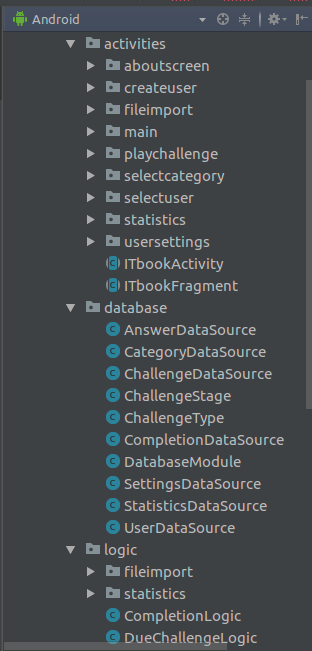 Android
activities
aboutscreen
createuser
fileimport
main
playchallenge
selectcategory
selectuser
statistics
usersettings
ITbookActivity
ITbookFragment
database
AnswerDataSource
CategoryDataSource
ChallengeDataSource
ChallengeStage
ChallengeType
CompletionDataSource
DatabaseModule
SettingsDataSource
StatisticsDataSource
UserDataSource
logic
fileimport
statistics
CompletionLogic
DueChallengeLogic